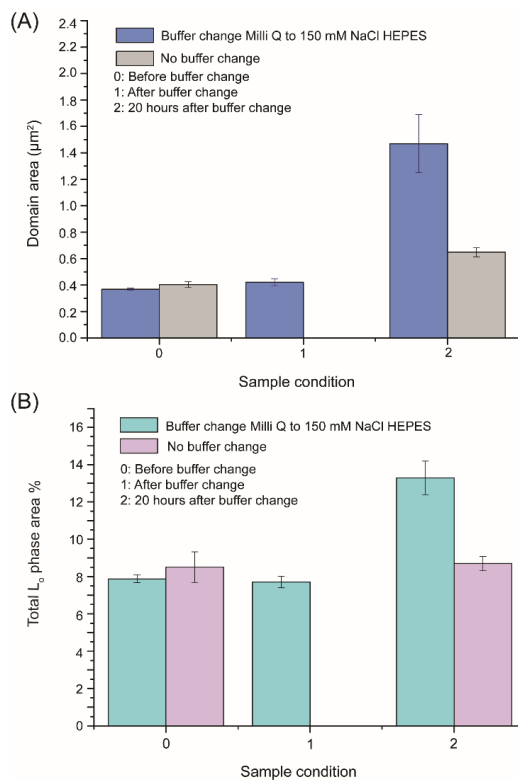 (A)
Buffer change Milli Q to 150 mM NaCl HEPES
No buffer change
0: Before buffer change
1: After buffer change
2: 20 hours after buffer change
Domain area (µm²)
2.4
2.2
2.0
1.8
1.6
1.4
1.2
1.0
0.8
0.6
0.4
0.2
0.0
0 1 2
Sample condition
(B)
Buffer change Milli Q to 150 mM NaCl HEPES
No buffer change
0: Before buffer change
1: After buffer change
2: 20 hours after buffer change
Total Lₒ phase area %
16
14
12
10
8
6
4
2
0
0 1 2
Sample condition